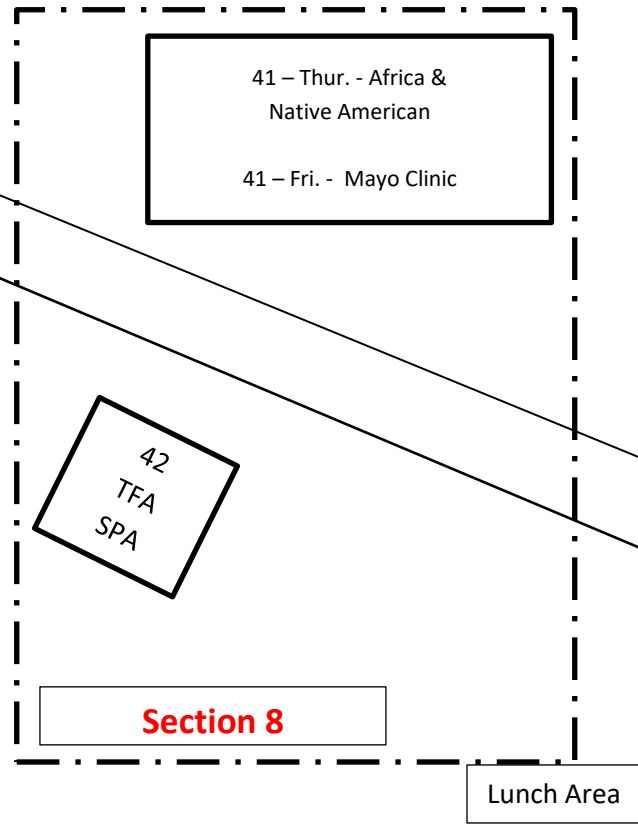 41 – Thur. - Africa &
Native American
41 – Fri. - Mayo Clinic
42
TFA
SPA
Section 8
Lunch Area